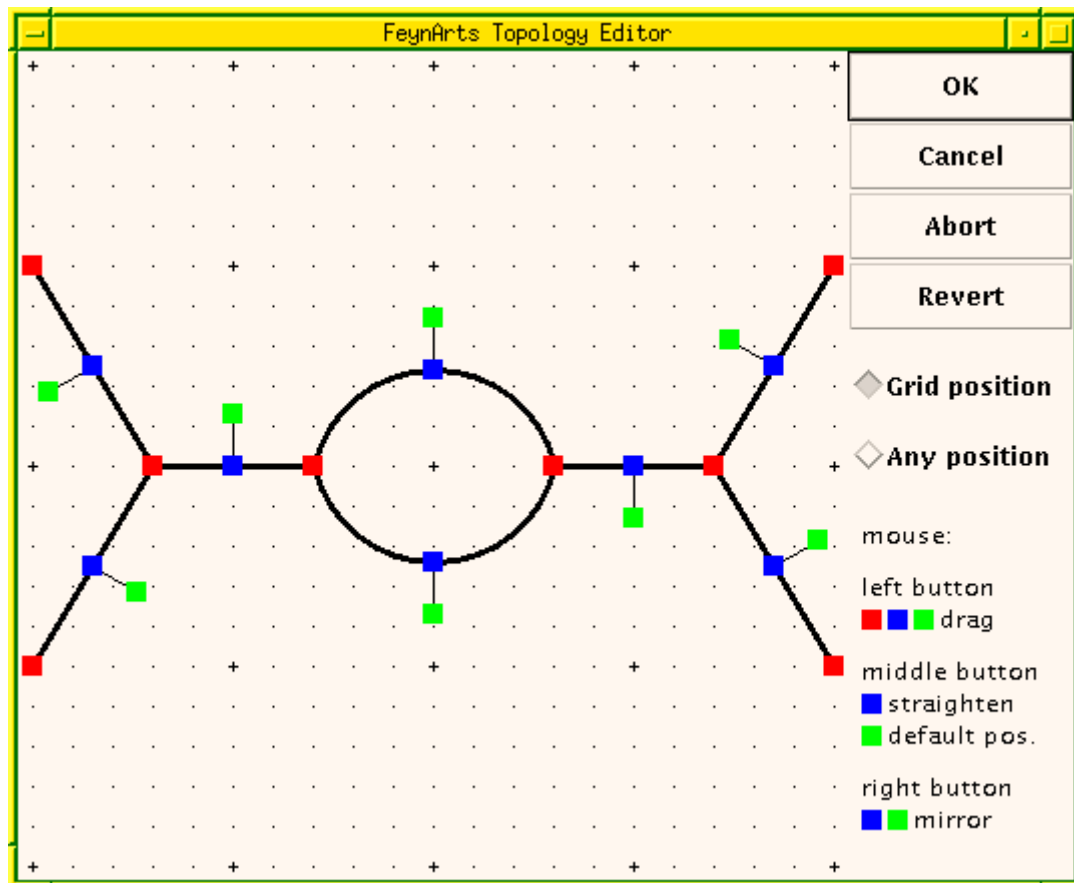 FeynArts Topology Editor
OK
Cancel
Abort
Revert
Grid position
Any position
mouse:
left button
drag
middle button
straighten
default pos.
right button
mirror